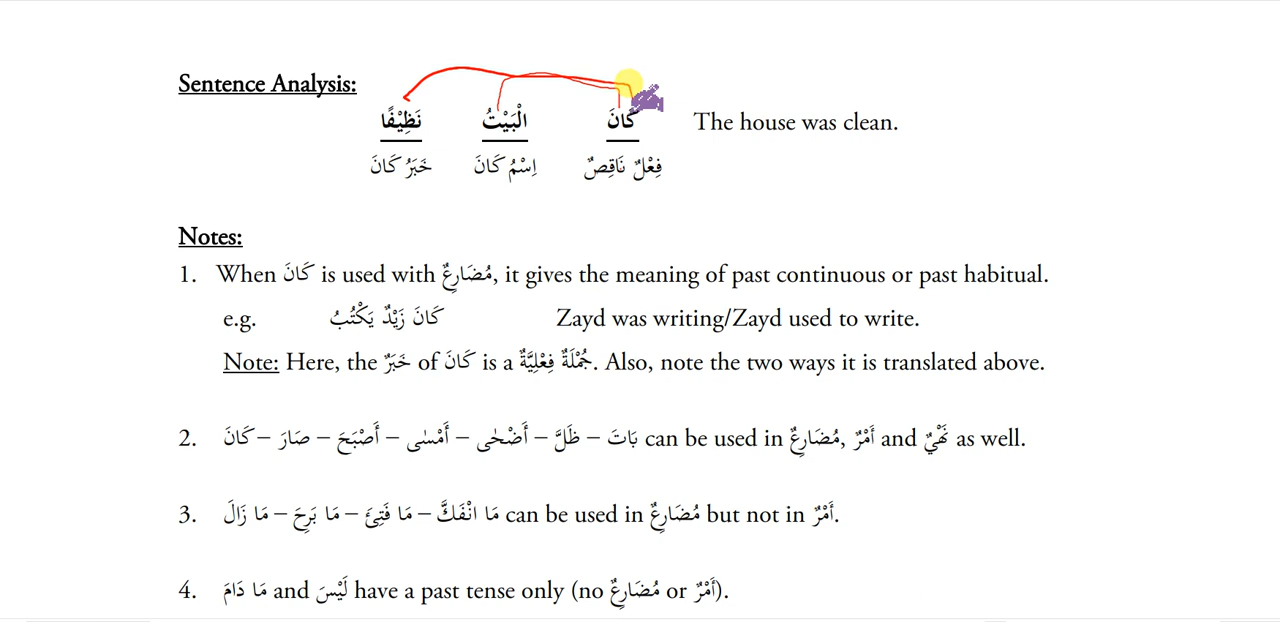 Sentence Analysis:
كَانَ الْبَيْتُ نَظِيْفًا The house was clean.
فِعْلٌ نَاقِصٌ اِسْمُ كَانَ خَبَرُ كَانَ
Notes:
1. When كَانَ is used with مُضَارِعٌ, it gives the meaning of past continuous or past habitual.
e.g. كَانَ زَيْدٌ يَكْتُبُ Zayd was writing/Zayd used to write.
Note: Here, the خَبَرٌ of كَانَ is a جُمْلَةٌ فِعْلِيَّةٌ. Also, note the two ways it is translated above.
2. كَانَ – صَارَ – أَصْبَحَ – أَمْسٰى – أَضْحٰى – ظَلَّ – بَاتَ can be used in مُضَارِعٌ, أَمْرٌ and نَهْيٌ as well.
3. مَا زَالَ – مَا بَرِحَ – مَا فَتِئَ – مَا انْفَكَّ can be used in مُضَارِعٌ but not in أَمْرٌ.
4. مَا دَامَ and لَيْسَ have a past tense only (no مُضَارِعٌ or أَمْرٌ).